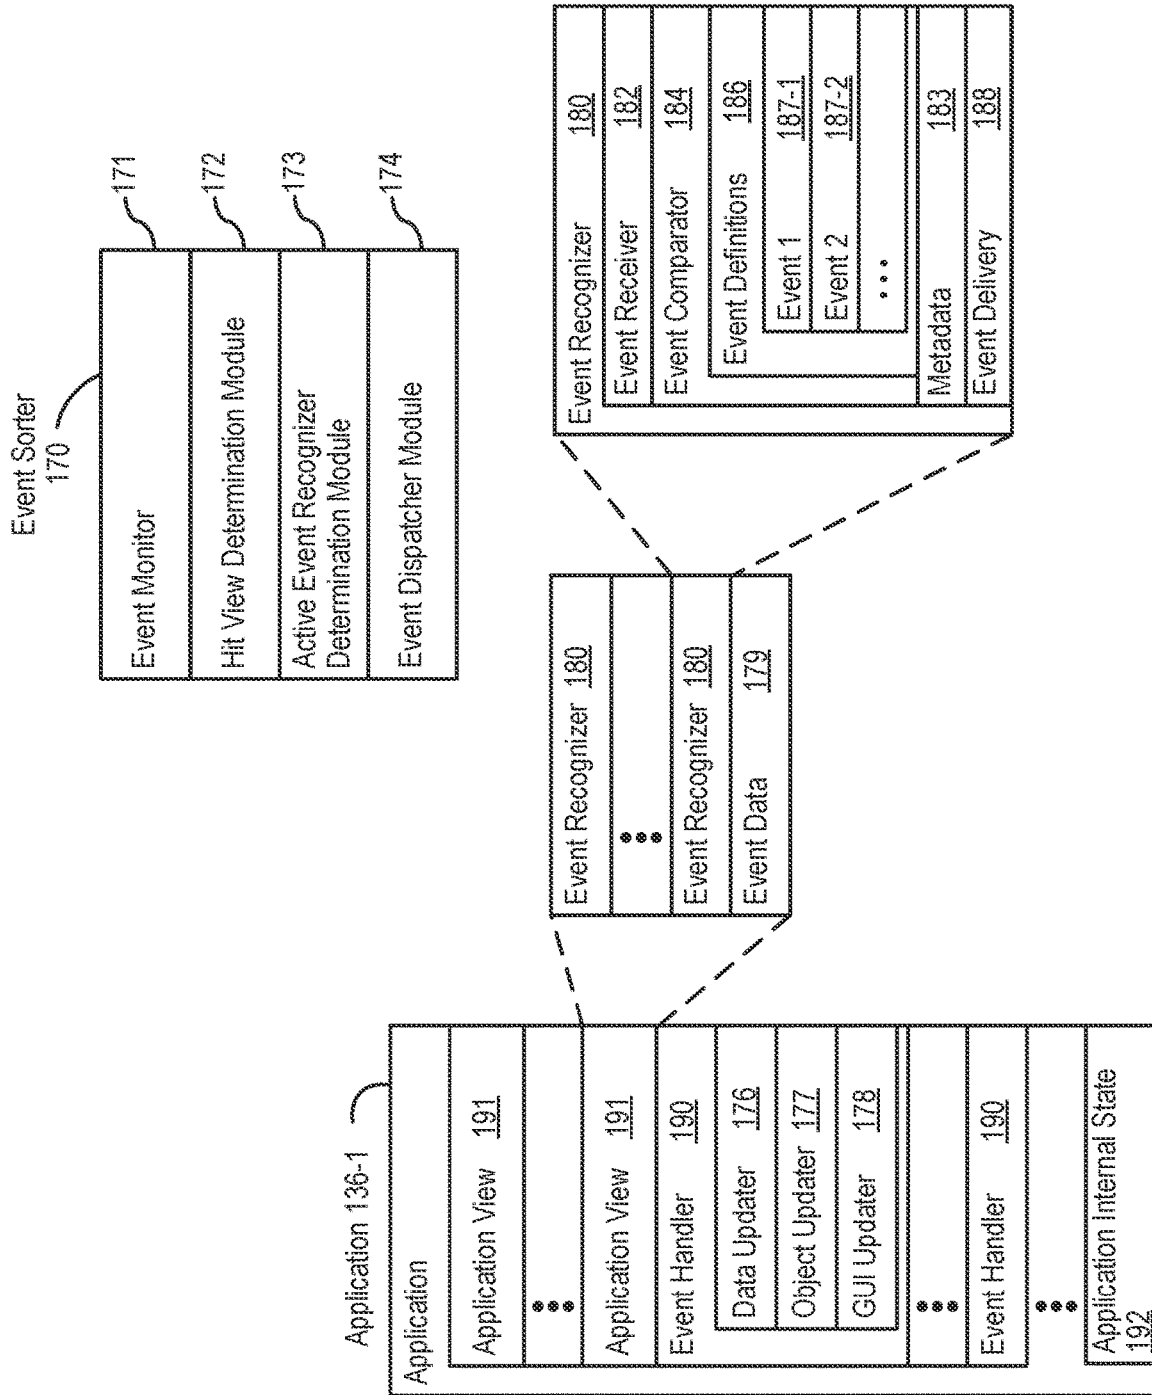 Event Sorter
170
Event Monitor
171
Hit View Determination Module
172
Active Event Recognizer
Determination Module
173
Event Dispatcher Module
174
Application 136-1
Application
Application View 191
•••
Application View 191
Event Handler 190
Data Updater 176
Object Updater 177
GUI Updater 178
•••
Event Handler 190
•••
Application Internal State
192
Event Recognizer 180
•••
Event Recognizer 180
Event Data 179
Event Recognizer 180
Event Receiver 182
Event Comparator 184
Event Definitions 186
Event 1 187-1
Event 2 187-2
•••
Metadata 183
Event Delivery 188